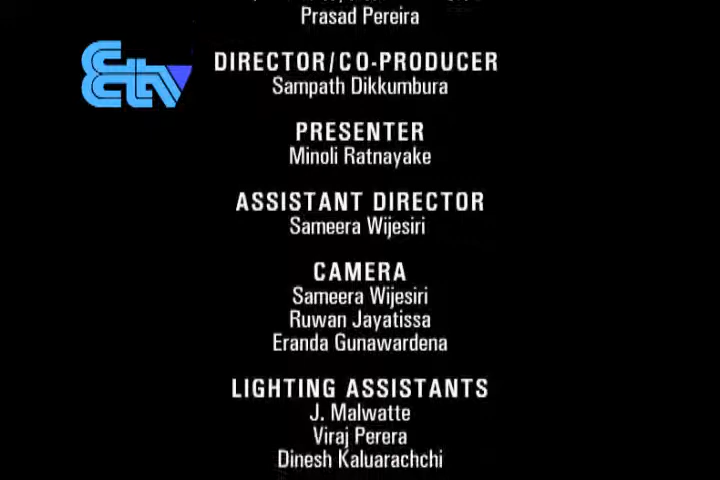 Prasad Pereira
DIRECTOR/CO-PRODUCER
Sampath Dikkumbura
PRESENTER
Minoli Ratnayake
ASSISTANT DIRECTOR
Sameera Wijesiri
CAMERA
Sameera Wijesiri
Ruwan Jayatissa
Eranda Gunawardena
LIGHTING ASSISTANTS
J. Malwatte
Viraj Perera
Dinesh Kaluarachchi